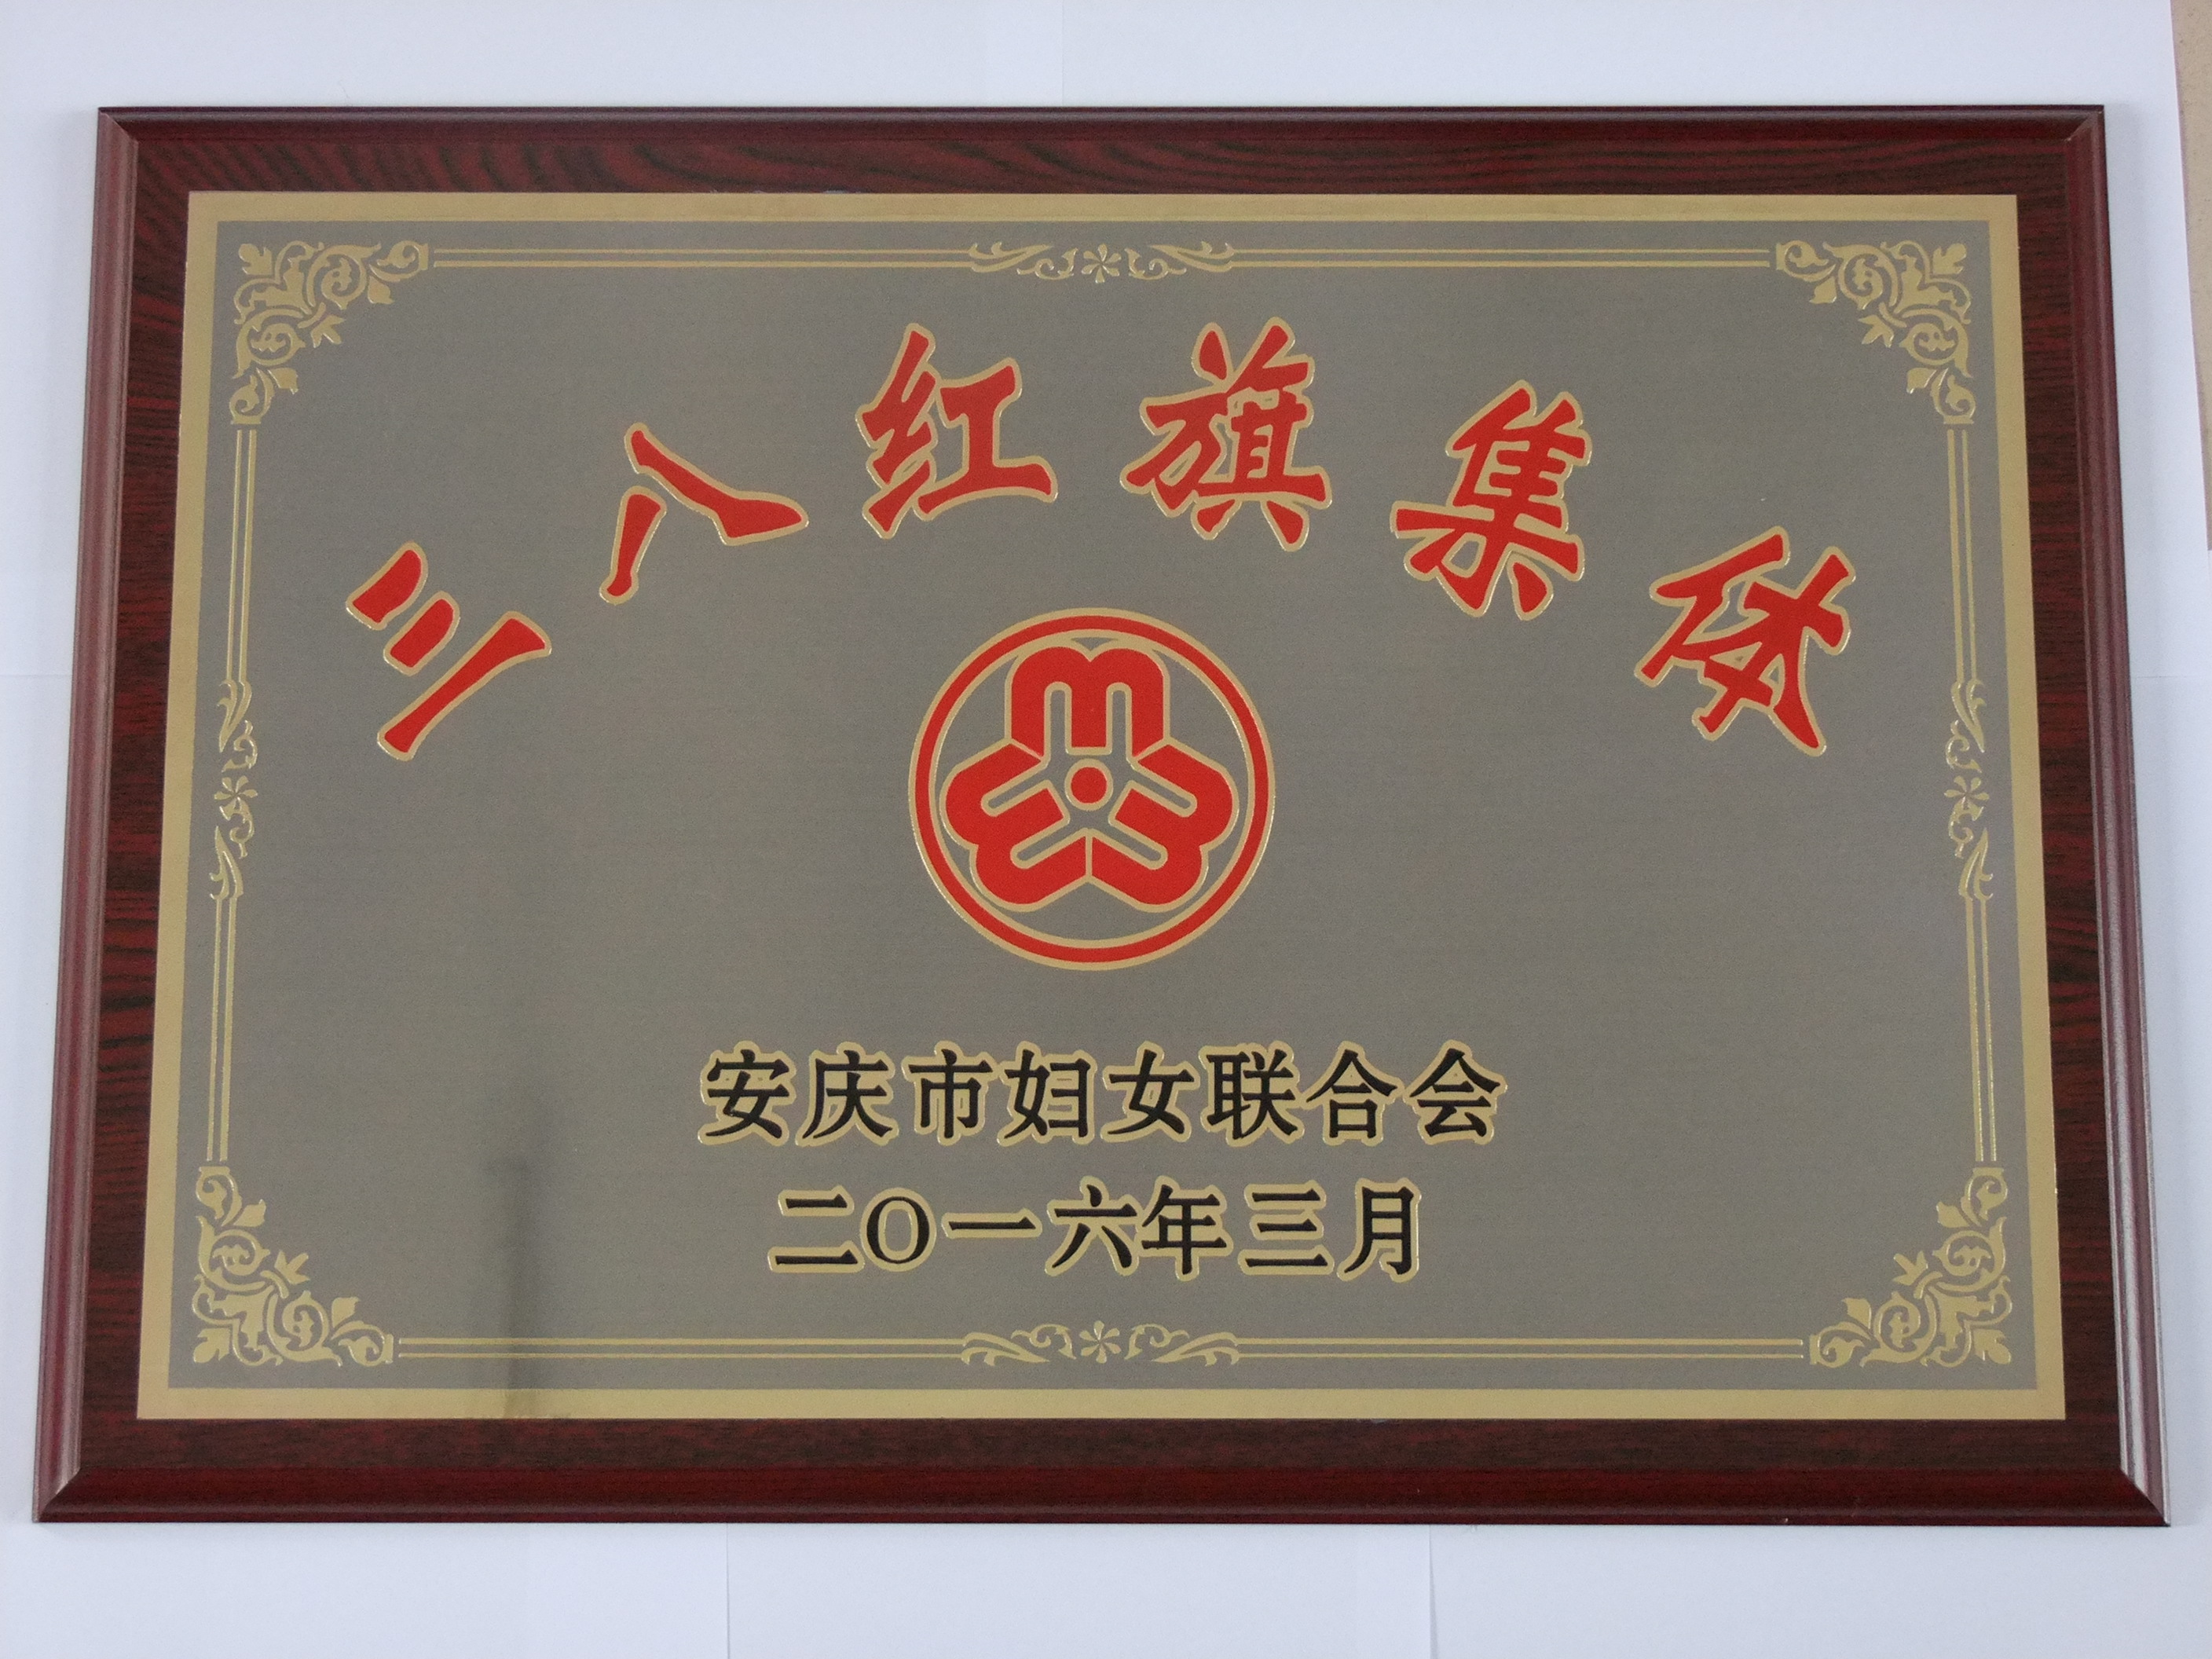 三八红旗集体
安庆市妇女联合会
二〇一六年三月